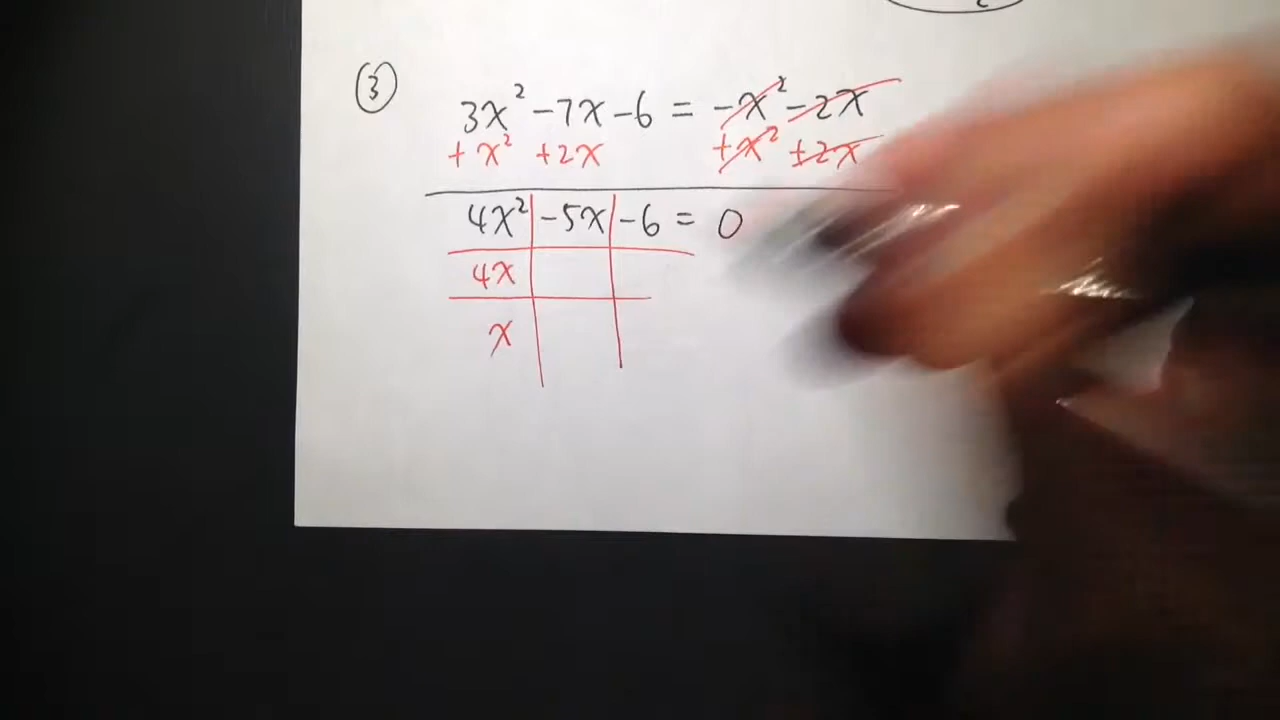 ③ 3x² -7x -6 = -x² -2x
+x² +2x +x² +2x
4x² -5x -6 = 0
4x
x